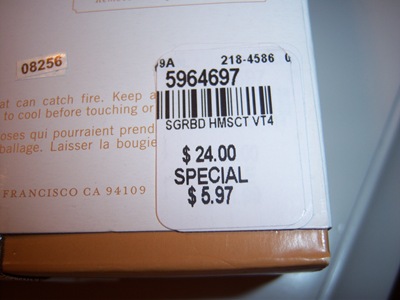 08256
9A 218-4586
5964697
SGRBD HMSCT VT4
$ 24.00
SPECIAL
$ 5.97
at can catch fire. Keep a
to cool before touching or
oses qui pourraient prend
ballage. Laisser la bougie
FRANCISCO CA 94109